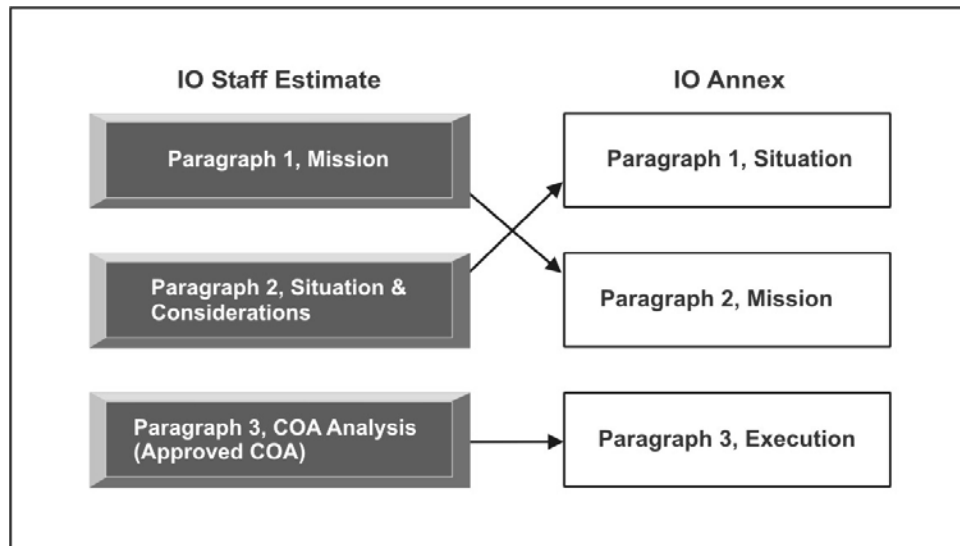 IO Staff Estimate
IO Annex
Paragraph 1, Mission
Paragraph 1, Situation
Paragraph 2, Situation &
Considerations
Paragraph 2, Mission
Paragraph 3, COA Analysis
(Approved COA)
Paragraph 3, Execution